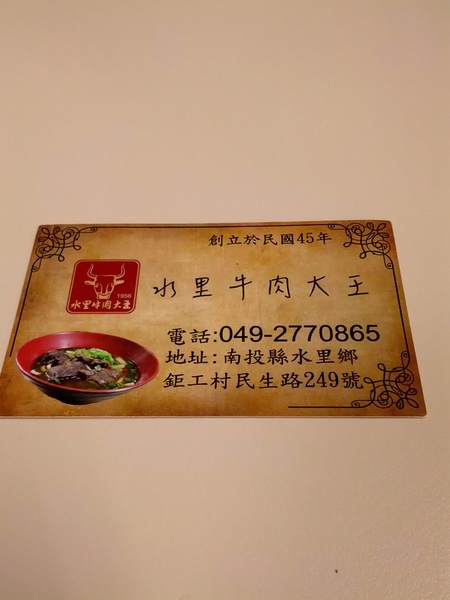 創立於民國45年
1956
水里牛肉大王
水里牛肉大王
電話:049-2770865
地址:南投縣水里鄉
鉅工村民生路249號